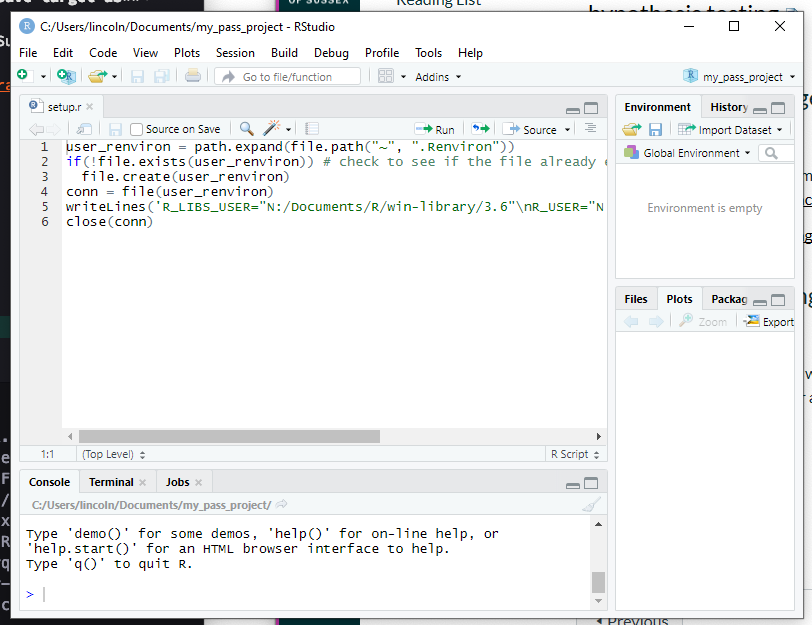 Reading List
hypothesis testing
C:/Users/lincoln/Documents/my_pass_project - RStudio
File Edit Code View Plots Session Build Debug Profile Tools Help
Go to file/function
Addins
my_pass_project
setup.r
Source on Save
Run
Source
1 user_renviron = path.expand(file.path("~", ".Renviron"))
2 if(!file.exists(user_renviron)) # check to see if the file already
3 file.create(user_renviron)
4 conn = file(user_renviron)
5 writeLines('R_LIBS_USER="N:/Documents/R/win-library/3.6"\nR_USER="N
6 close(conn)
1:1 (Top Level) R Script
Console Terminal Jobs
C:/Users/lincoln/Documents/my_pass_project/
Type 'demo()' for some demos, 'help()' for on-line help, or
'help.start()' for an HTML browser interface to help.
Type 'q()' to quit R.
>
Environment History
Import Dataset
Global Environment
Environment is empty
Files Plots Packag
Zoom Export
Previous